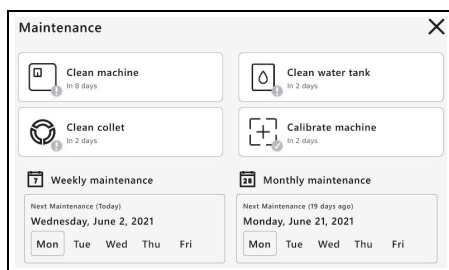 Maintenance
Clean machine
In 8 days
Clean water tank
In 2 days
Clean collet
In 2 days
Calibrate machine
In 2 days
7 Weekly maintenance
28 Monthly maintenance
Next Maintenance (Today)
Wednesday, June 2, 2021
Mon Tue Wed Thu Fri
Next Maintenance (19 days ago)
Monday, June 21, 2021
Mon Tue Wed Thu Fri